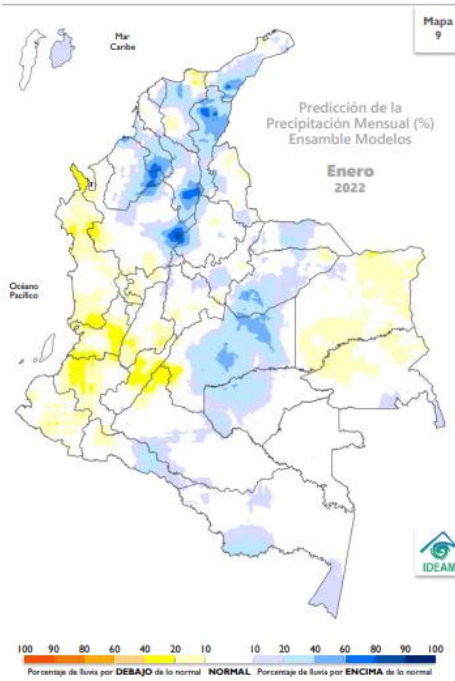 Mapa
9
Mar
Caribe
Predicción de la
Precipitación Mensual (%)
Ensamble Modelos
Enero
2022
Océano
Pacífico
IDEAM
100 90 80 60 40 20 10 10 20 40 60 80 90 100
Porcentaje de lluvia por DEBAJO de lo normal NORMAL Porcentaje de lluvia por ENCIMA de lo normal